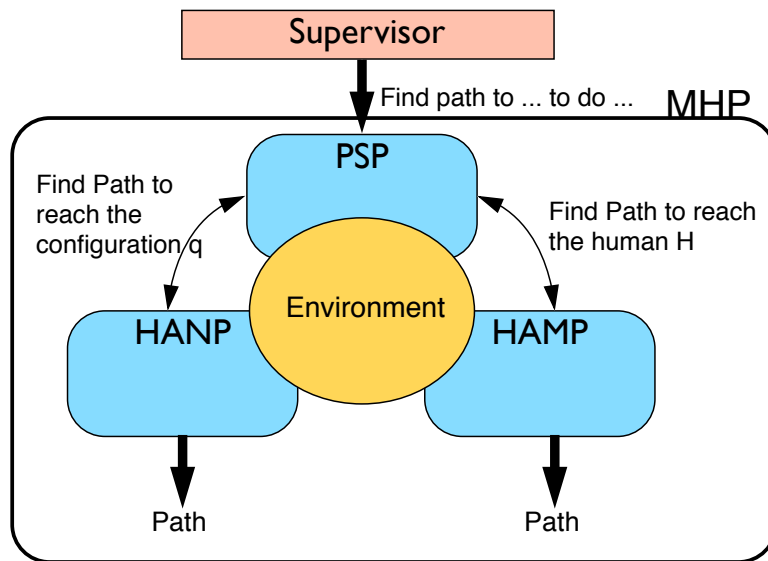 Supervisor
Find path to ... to do ...
MHP
PSP
Find Path to
reach the
configuration q
Find Path to reach
the human H
Environment
HANP
HAMP
Path
Path